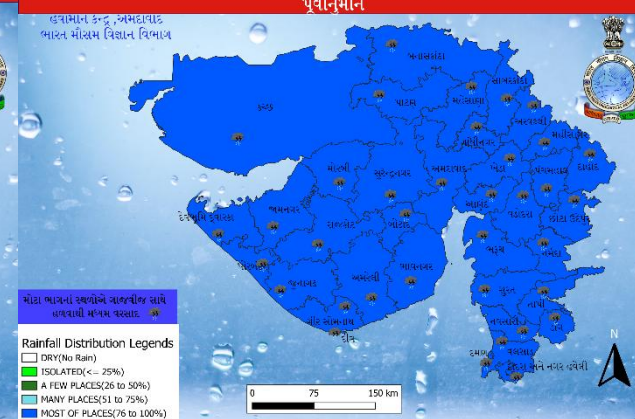 પૂર્વાનુમાન
હવામાન કેન્દ્ર ,અમદાવાદ
ભારત મૌસમ વિજ્ઞાન વિભાગ
બનાસકાંઠા
પાટણ
મહેસાણા
સાબરકાંઠા
અરવલ્લી
ગાંધીનગર
મહીસાગર
કચ્છ
મોરબી
સુરેન્દ્રનગર
અમદાવાદ
ખેડા
પંચમહાલ
દાહોદ
આણંદ
વડોદરા
છોટા ઉદેપુર
દેવભૂમિ દ્વારકા
જામનગર
રાજકોટ
બોટાદ
ભરૂચ
નર્મદા
પોરબંદર
જુનાગઢ
અમરેલી
ભાવનગર
સુરત
તાપી
ગીર સોમનાથ
દીવ
નવસારી
ડાંગ
વલસાડ
દમણ
દાદરા અને નગર હવેલી
મોટા ભાગનાં સ્થળોએ ગાજવીજ સાથે
હળવાથી મધ્યમ વરસાદ
Rainfall Distribution Legends
DRY(No Rain)
ISOLATED(<= 25%)
A FEW PLACES(26 to 50%)
MANY PLACES(51 to 75%)
MOST OF PLACES(76 to 100%)
0 75 150 km
N